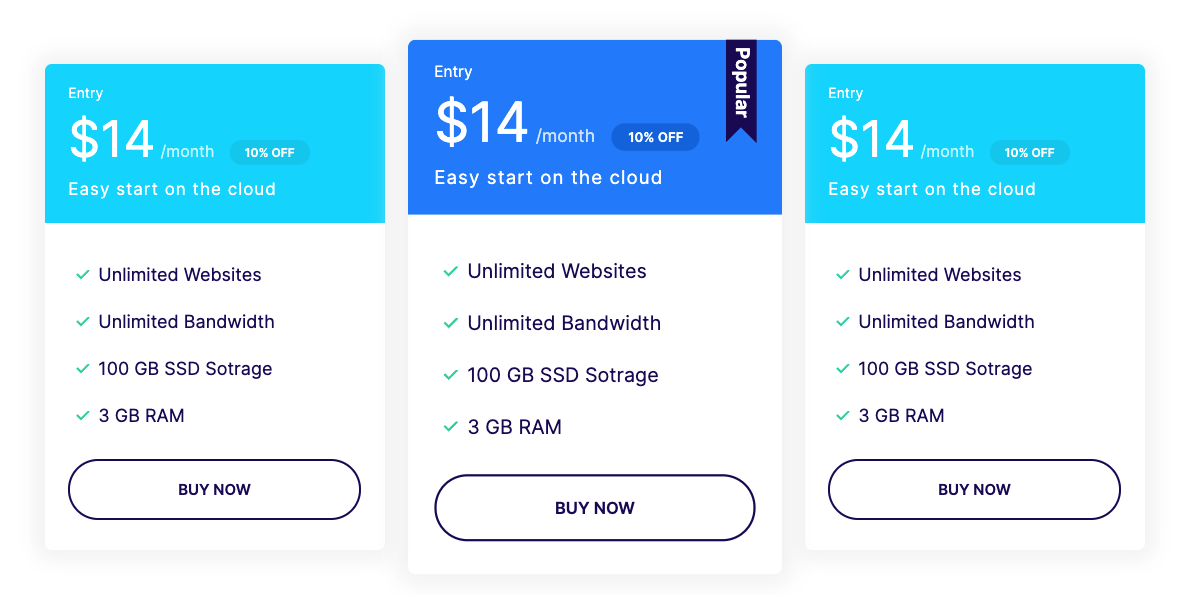 Entry
$14 /month 10% OFF
Easy start on the cloud
Unlimited Websites
Unlimited Bandwidth
100 GB SSD Sotrage
3 GB RAM
BUY NOW
Entry
Popular
$14 /month 10% OFF
Easy start on the cloud
Unlimited Websites
Unlimited Bandwidth
100 GB SSD Sotrage
3 GB RAM
BUY NOW
Entry
$14 /month 10% OFF
Easy start on the cloud
Unlimited Websites
Unlimited Bandwidth
100 GB SSD Sotrage
3 GB RAM
BUY NOW